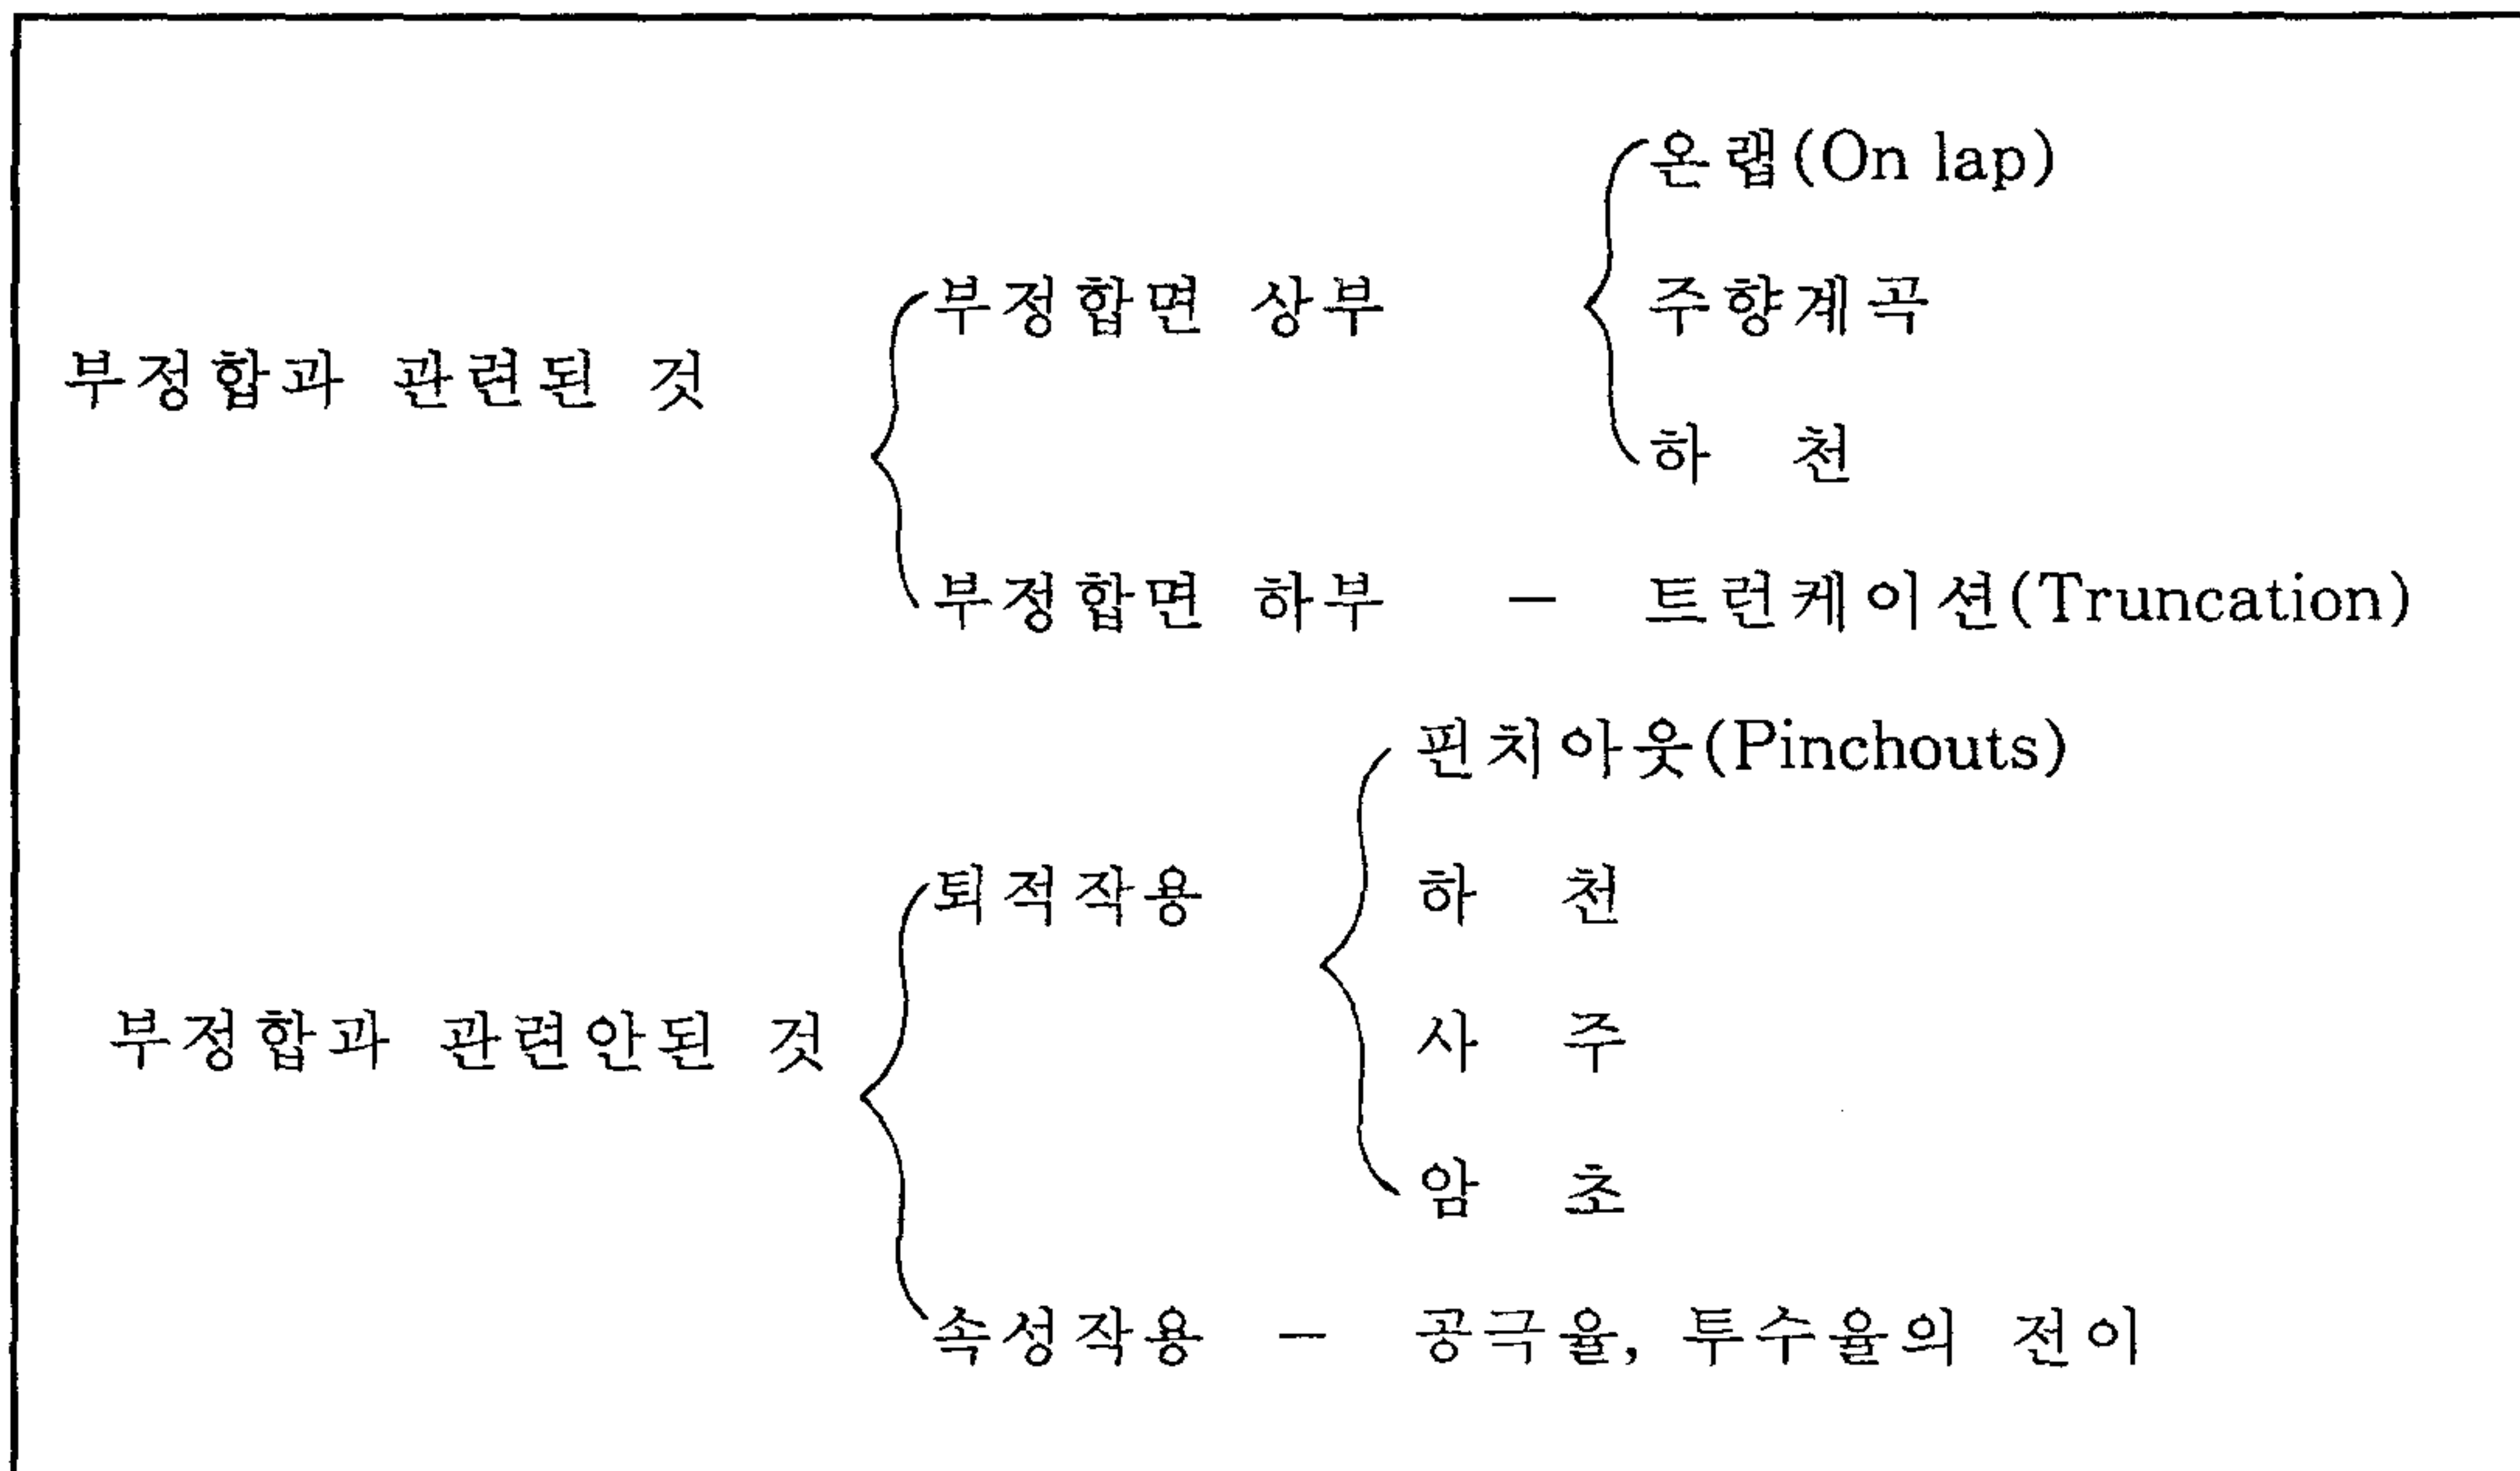 온랩(On lap)
부정합면 상부 주향계곡
부정합과 관련된 것
하 천
부정합면 하부 - 트런케이션(Truncation)
핀치아웃(Pinchouts)
퇴적작용 하 천
부정합과 관련안된 것 사 주
암 초
속성작용 - 공극율, 투수율의 전이